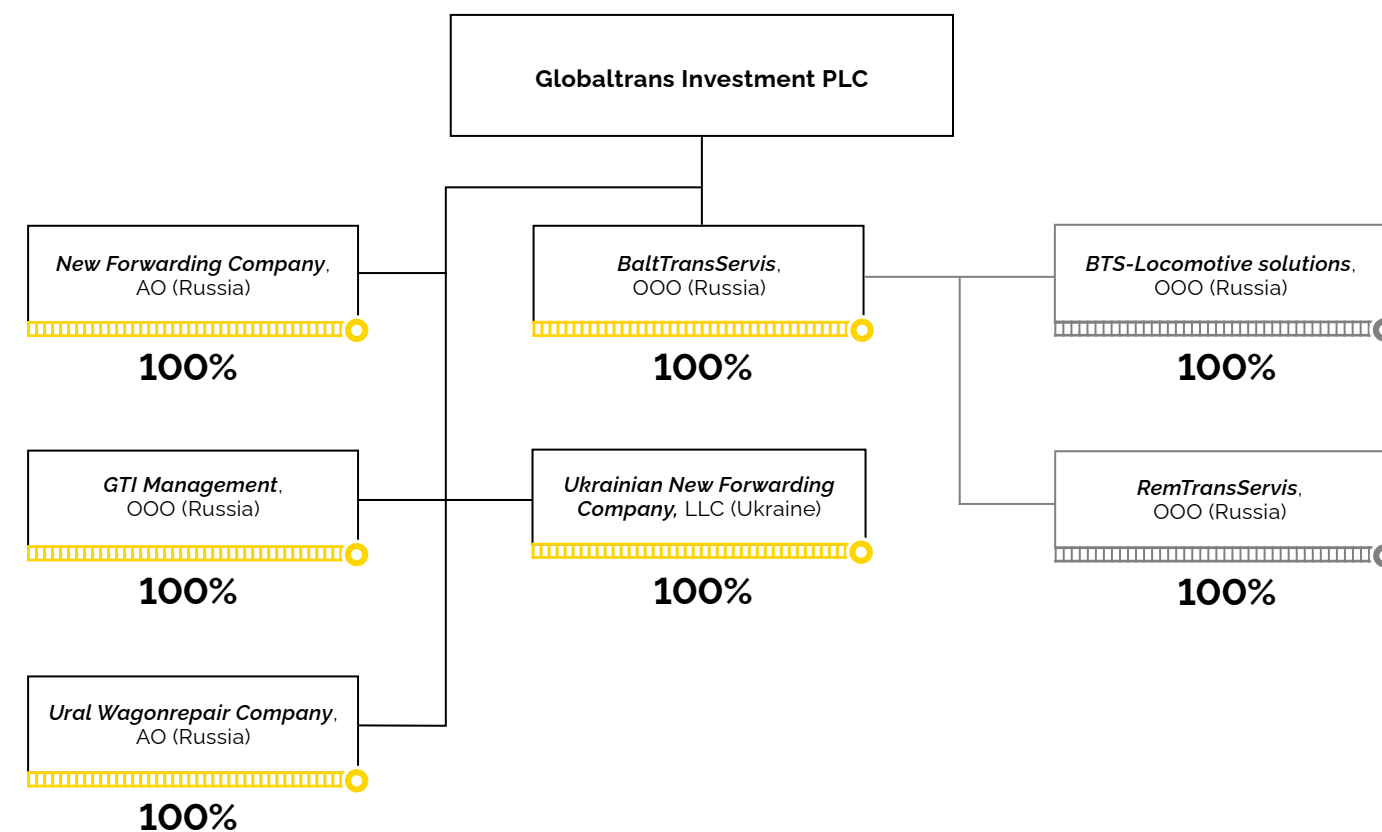 Globaltrans Investment PLC
New Forwarding Company,
AO (Russia)
100%
BaltTransServis,
OOO (Russia)
100%
BTS-Locomotive solutions,
OOO (Russia)
100%
GTI Management,
OOO (Russia)
100%
Ukrainian New Forwarding
Company, LLC (Ukraine)
100%
RemTransServis,
OOO (Russia)
100%
Ural Wagonrepair Company,
AO (Russia)
100%